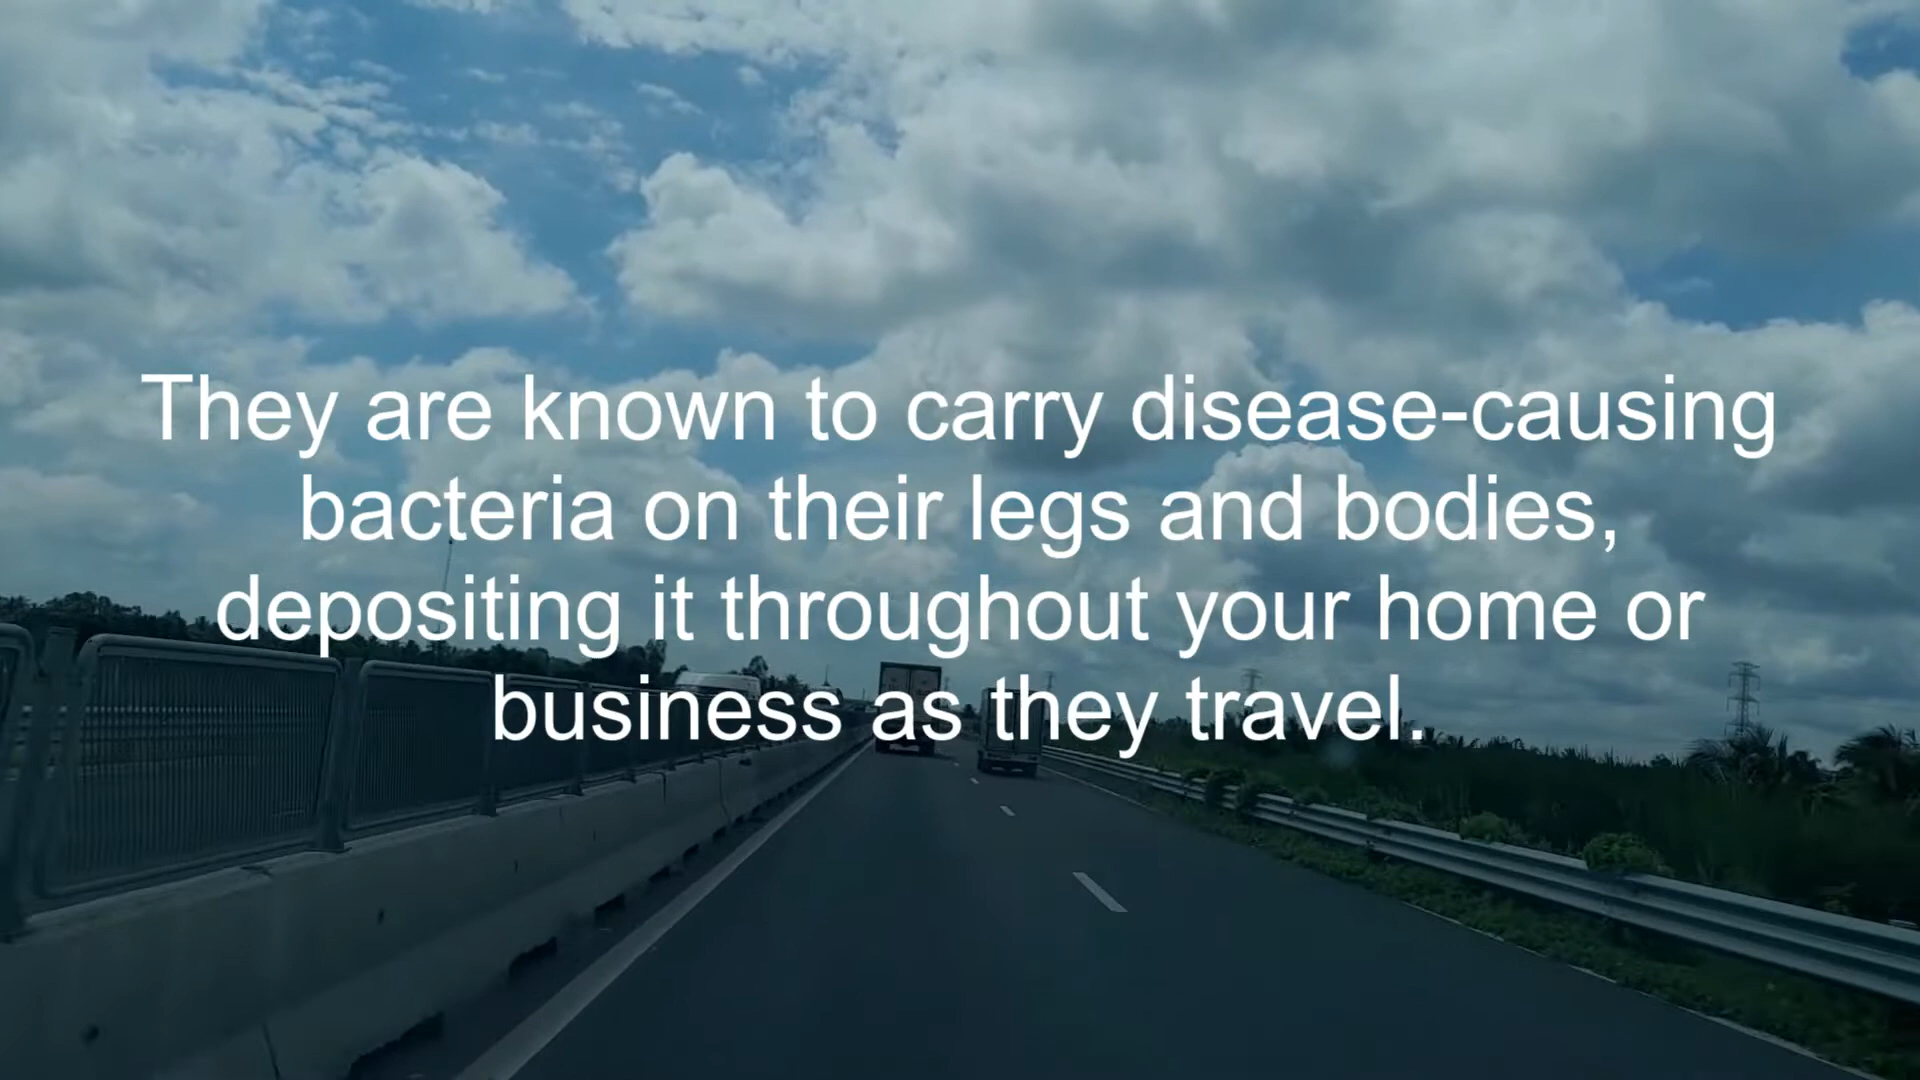 They are known to carry disease-causing
bacteria on their legs and bodies,
depositing it throughout your home or
business as they travel.